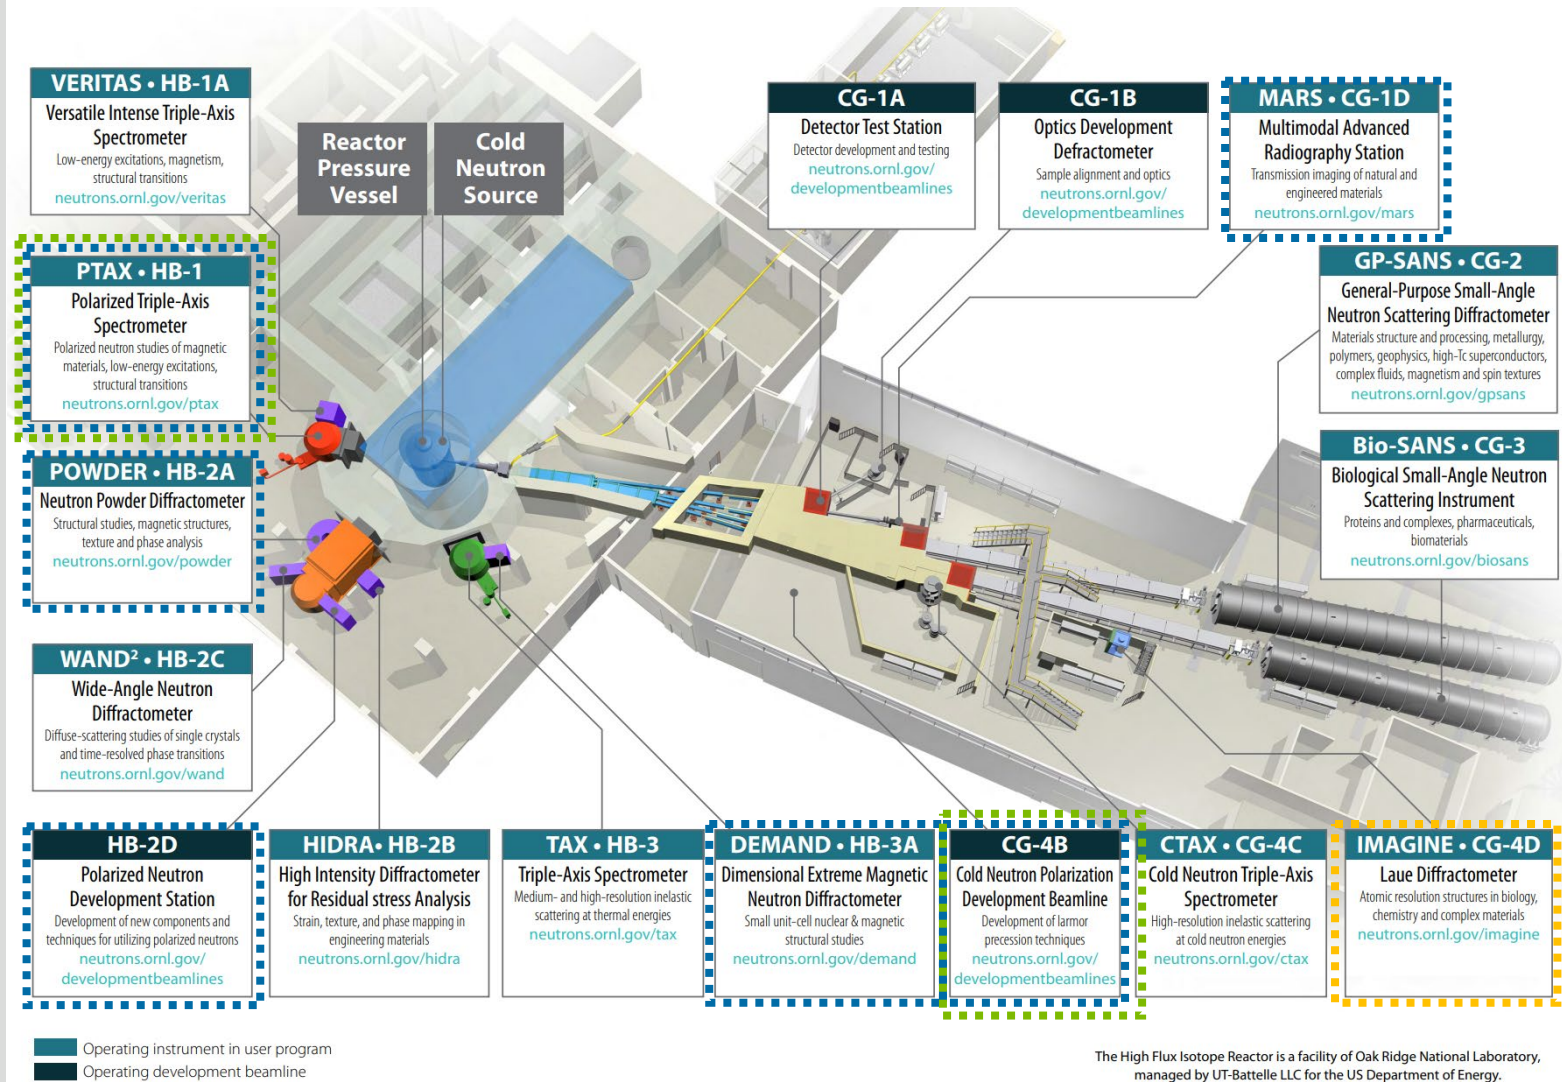 VERITAS • HB-1A
Versatile Intense Triple-Axis
Spectrometer
Low-energy excitations, magnetism,
structural transitions
neutrons.ornl.gov/veritas
Reactor
Pressure
Vessel
Cold
Neutron
Source
CG-1A
Detector Test Station
Detector development and testing
neutrons.ornl.gov/
developmentbeamlines
CG-1B
Optics Development
Defractometer
Sample alignment and optics
neutrons.ornl.gov/
developmentbeamlines
MARS • CG-1D
Multimodal Advanced
Radiography Station
Transmission imaging of natural and
engineered materials
neutrons.ornl.gov/mars
PTAX • HB-1
Polarized Triple-Axis
Spectrometer
Polarized neutron studies of magnetic
materials, low-energy excitations,
structural transitions
neutrons.ornl.gov/ptax
GP-SANS • CG-2
General-Purpose Small-Angle
Neutron Scattering Diffractometer
Materials structure and processing, metallurgy,
polymers, geophysics, high-Tc superconductors,
complex fluids, magnetism and spin textures
neutrons.ornl.gov/gpsans
POWDER • HB-2A
Neutron Powder Diffractometer
Structural studies, magnetic structures,
texture and phase analysis
neutrons.ornl.gov/powder
Bio-SANS • CG-3
Biological Small-Angle Neutron
Scattering Instrument
Proteins and complexes, pharmaceuticals,
biomaterials
neutrons.ornl.gov/biosans
WAND² • HB-2C
Wide-Angle Neutron
Diffractometer
Diffuse-scattering studies of single crystals
and time-resolved phase transitions
neutrons.ornl.gov/wand
HB-2D
Polarized Neutron
Development Station
Development of new components and
techniques for utilizing polarized neutrons
neutrons.ornl.gov/
developmentbeamlines
HIDRA• HB-2B
High Intensity Diffractometer
for Residual stress Analysis
Strain, texture, and phase mapping in
engineering materials
neutrons.ornl.gov/hidra
TAX • HB-3
Triple-Axis Spectrometer
Medium- and high-resolution inelastic
scattering at thermal energies
neutrons.ornl.gov/tax
DEMAND • HB-3A
Dimensional Extreme Magnetic
Neutron Diffractometer
Small unit-cell nuclear & magnetic
structural studies
neutrons.ornl.gov/demand
CG-4B
Cold Neutron Polarization
Development Beamline
Development of larmor
precession techniques
neutrons.ornl.gov/
developmentbeamlines
CTAX • CG-4C
Cold Neutron Triple-Axis
Spectrometer
High-resolution inelastic scattering
at cold neutron energies
neutrons.ornl.gov/ctax
IMAGINE • CG-4D
Laue Diffractometer
Atomic resolution structures in biology,
chemistry and complex materials
neutrons.ornl.gov/imagine
Operating instrument in user program
Operating development beamline
The High Flux Isotope Reactor is a facility of Oak Ridge National Laboratory,
managed by UT-Battelle LLC for the US Department of Energy.